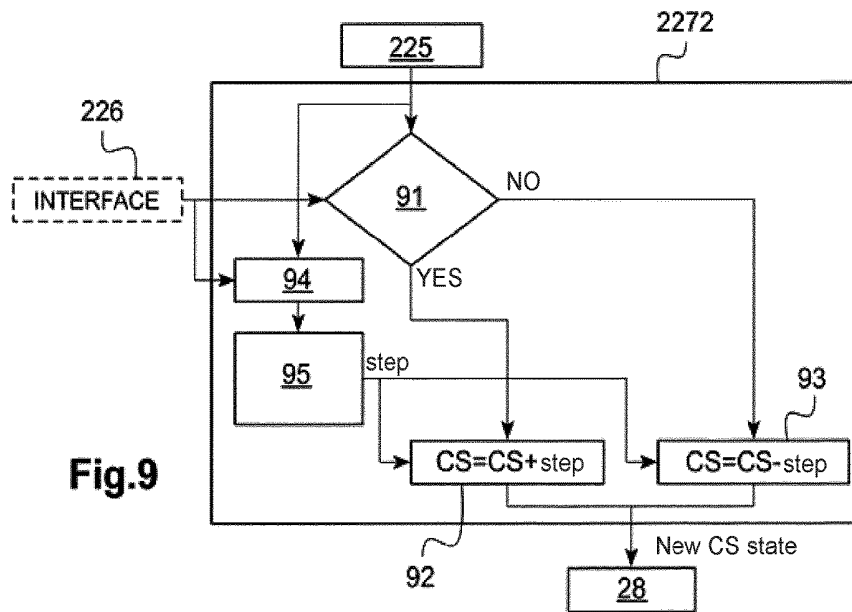 2272
225
226
INTERFACE
91
NO
YES
94
95
step
93
CS=CS+step
CS=CS-step
Fig.9
92
New CS state
28